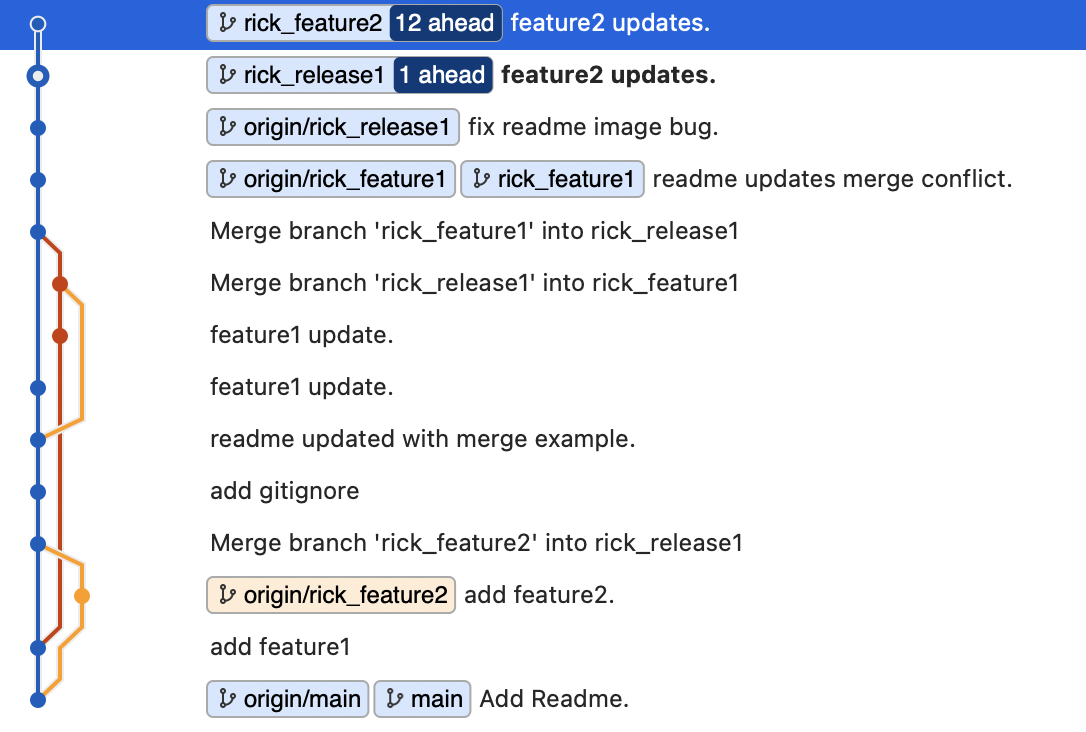 rick_feature2 12 ahead feature2 updates.
rick_release1 1 ahead feature2 updates.
origin/rick_release1 fix readme image bug.
origin/rick_feature1 rick_feature1 readme updates merge conflict.
Merge branch 'rick_feature1' into rick_release1
Merge branch 'rick_release1' into rick_feature1
feature1 update.
feature1 update.
readme updated with merge example.
add gitignore
Merge branch 'rick_feature2' into rick_release1
origin/rick_feature2 add feature2.
add feature1
origin/main main Add Readme.